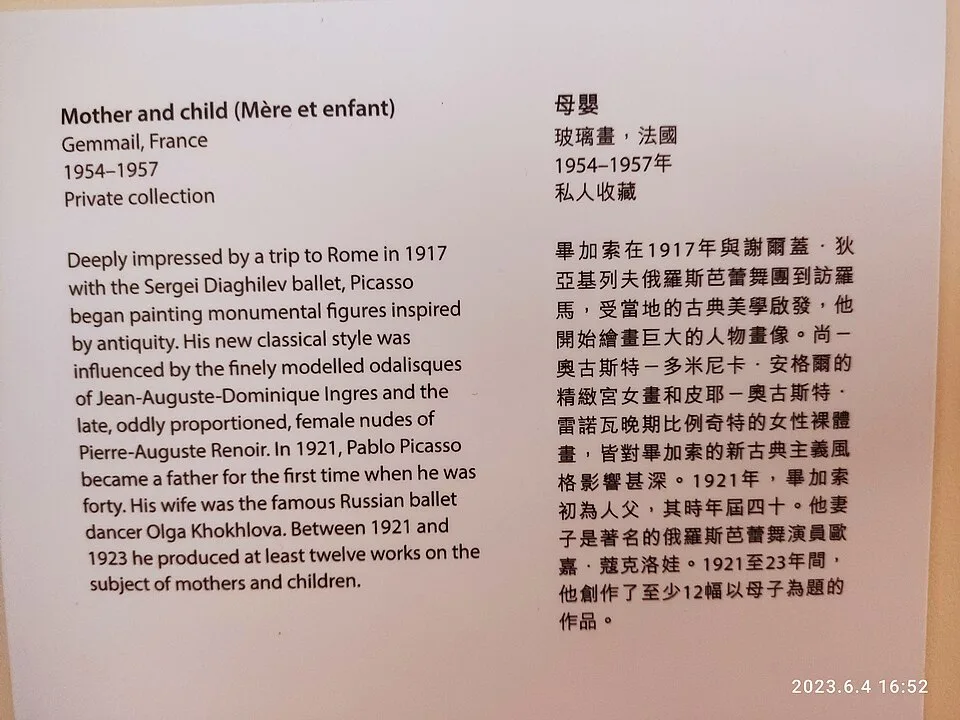 Mother and child (Mère et enfant)
Gemmail, France
1954–1957
Private collection
Deeply impressed by a trip to Rome in 1917
with the Sergei Diaghilev ballet, Picasso
began painting monumental figures inspired
by antiquity. His new classical style was
influenced by the finely modelled odalisques
of Jean-Auguste-Dominique Ingres and the
late, oddly proportioned, female nudes of
Pierre-Auguste Renoir. In 1921, Pablo Picasso
became a father for the first time when he was
forty. His wife was the famous Russian ballet
dancer Olga Khokhlova. Between 1921 and
1923 he produced at least twelve works on the
subject of mothers and children.
母嬰
玻璃畫，法國
1954–1957年
私人收藏
畢加索在1917年與謝爾蓋．狄
亞基列夫俄羅斯芭蕾舞團到訪羅
馬，受當地的古典美學啟發，他
開始繪畫巨大的人物畫像。尚－
奧古斯特－多米尼卡．安格爾的
精緻宮女畫和皮耶－奧古斯特．
雷諾瓦晚期比例奇特的女性裸體
畫，皆對畢加索的新古典主義風
格影響甚深。1921年，畢加索
初為人父，其時年屆四十。他妻
子是著名的俄羅斯芭蕾舞演員歐
嘉．蔻克洛娃。1921至23年間，
他創作了至少12幅以母子為題的
作品。
2023.6.4 16:52